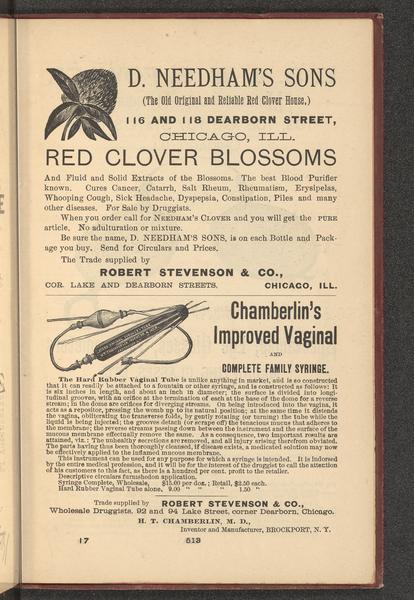 D. NEEDHAM'S SONS
(The Old Original and Reliable Red Clover House,)
116 AND 118 DEARBORN STREET,
CHICAGO, ILL.
RED CLOVER BLOSSOMS
And Fluid and Solid Extracts of the Blossoms. The best Blood Purifier
known. Cures Cancer, Catarrh, Salt Rheum, Rheumatism, Erysipelas,
Whooping Cough, Sick Headache, Dyspepsia, Constipation, Piles and many
other diseases. For Sale by Druggists.
When you order call for NEEDHAM'S CLOVER and you will get the PURE
article. No adulturation or mixture.
Be sure the name, D. NEEDHAM'S SONS, is on each Bottle and Pack-
age you buy. Send for Circulars and Prices.
The Trade supplied by
ROBERT STEVENSON & CO.,
COR. LAKE AND DEARBORN STREETS. CHICAGO, ILL.
Chamberlin's
Improved Vaginal
AND
COMPLETE FAMILY SYRINGE.
The Hard Rubber Vaginal Tube is unlike anything in market, and is so constructed
that it can readily be attached to a fountain or other syringe, and is constructed as follows: It
is six inches in length, and about an inch in diameter; the surface is divided into longi-
tudinal grooves, with an orifice at the termination of each at the base of the dome for a reverse
stream; in the dome are orifices for diverging streams. On being introduced into the vagina, it
acts as a repositor, pressing the womb up to its natural position; at the same time it distends
the vagina, obliterating the transverse folds, by gently rotating (or turning) the tube while the
liquid is being injected; the grooves detach (or scrape off) the tenacious mucus that adheres to
the membrane; the reverse streams passing down between the instrument and the surface of the
mucous membrane effectually remove the same. As a consequence, two important results are
attained, viz.: The unhealthy secretions are removed, and all injury arising therefrom obviated.
The parts having thus been thoroughly cleansed, if disease exists, a medicated solution may now
be effectively applied to the inflamed mucous membrane.
This instrument can be used for any purpose for which a syringe is intended. It is indorsed
by the entire medical profession, and it will be for the interest of the druggist to call the attention
of his customers to this fact, as there is a hundred per cent. profit to the retailer.
Descriptive circulars furnished on application.
Syringe Complete, Wholesale, $15.00 per doz.; Retail, $2.50 each.
Hard Rubber Vaginal Tube alone, 9.00 " " " 1.50 "
Trade supplied by ROBERT STEVENSON & CO.,
Wholesale Druggists, 92 and 94 Lake Street, corner Dearborn, Chicago.
H. T. CHAMBERLIN, M. D.,
Inventor and Manufacturer, BROCKPORT, N. Y.
17 513